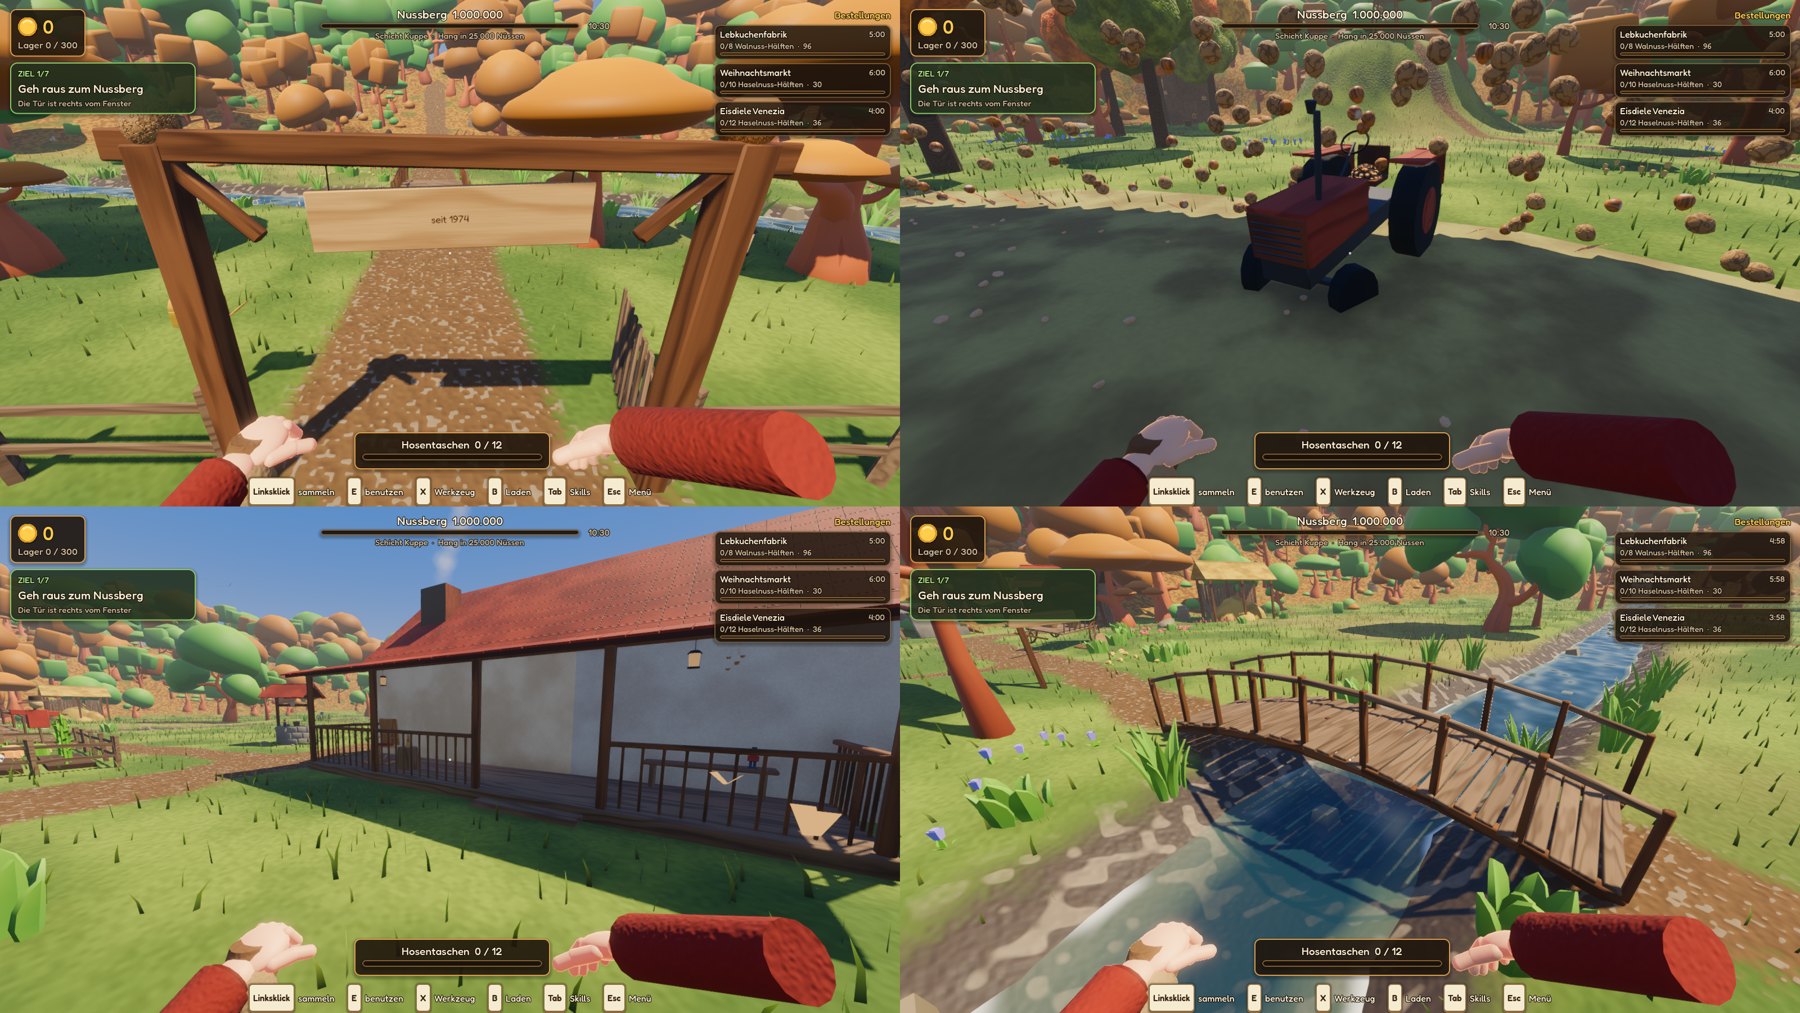 0
Lager 0 / 300
ZIEL 1/7
Geh raus zum Nussberg
Die Tür ist rechts vom Fenster
Nussberg 1.000.000
10:30
Schicht Kuppe · Hang in 25.000 Nüssen
Bestellungen
Lebkuchenfabrik 5:00
0/8 Walnuss-Hälften · 96
Weihnachtsmarkt 6:00
0/10 Haselnuss-Hälften · 30
Eisdiele Venezia 4:00
0/12 Haselnuss-Hälften · 36
seit 1974
Hosentaschen 0 / 12
Linksklick sammeln E benutzen X Werkzeug B Laden Tab Skills Esc Menü
0
Lager 0 / 300
ZIEL 1/7
Geh raus zum Nussberg
Die Tür ist rechts vom Fenster
Nussberg 1.000.000
10:30
Schicht Kuppe · Hang in 25.000 Nüssen
Bestellungen
Lebkuchenfabrik 5:00
0/8 Walnuss-Hälften · 96
Weihnachtsmarkt 6:00
0/10 Haselnuss-Hälften · 30
Eisdiele Venezia 4:00
0/12 Haselnuss-Hälften · 36
Hosentaschen 0 / 12
Linksklick sammeln E benutzen X Werkzeug B Laden Tab Skills Esc Menü
0
Lager 0 / 300
ZIEL 1/7
Geh raus zum Nussberg
Die Tür ist rechts vom Fenster
Nussberg 1.000.000
10:30
Schicht Kuppe · Hang in 25.000 Nüssen
Bestellungen
Lebkuchenfabrik 5:00
0/8 Walnuss-Hälften · 96
Weihnachtsmarkt 6:00
0/10 Haselnuss-Hälften · 30
Eisdiele Venezia 4:00
0/12 Haselnuss-Hälften · 36
Hosentaschen 0 / 12
Linksklick sammeln E benutzen X Werkzeug B Laden Tab Skills Esc Menü
0
Lager 0 / 300
ZIEL 1/7
Geh raus zum Nussberg
Die Tür ist rechts vom Fenster
Nussberg 1.000.000
10:30
Schicht Kuppe · Hang in 25.000 Nüssen
Bestellungen
Lebkuchenfabrik 4:58
0/8 Walnuss-Hälften · 96
Weihnachtsmarkt 5:58
0/10 Haselnuss-Hälften · 30
Eisdiele Venezia 3:58
0/12 Haselnuss-Hälften · 36
Hosentaschen 0 / 12
Linksklick sammeln E benutzen X Werkzeug B Laden Tab Skills Esc Menü